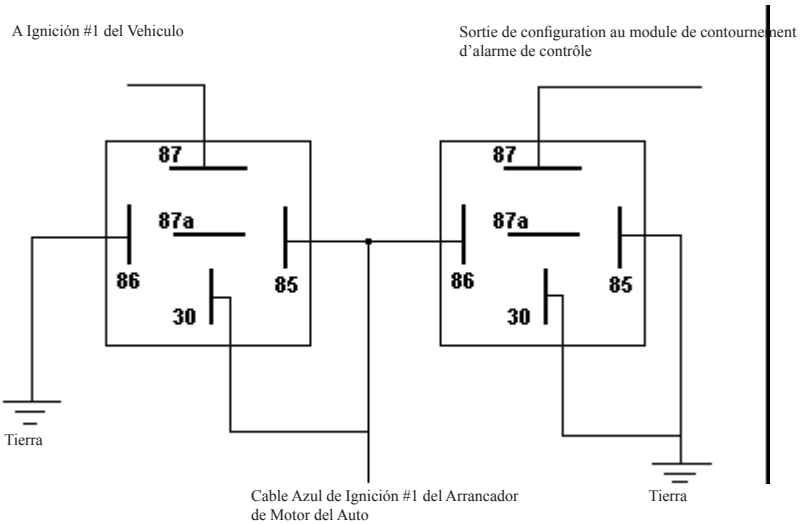 A Ignición #1 del Vehiculo
Sortie de configuration au module de contournement
d’alarme de contrôle
87
87a
86
85
30
87
87a
86
85
30
Tierra
Cable Azul de Ignición #1 del Arrancador
de Motor del Auto
Tierra